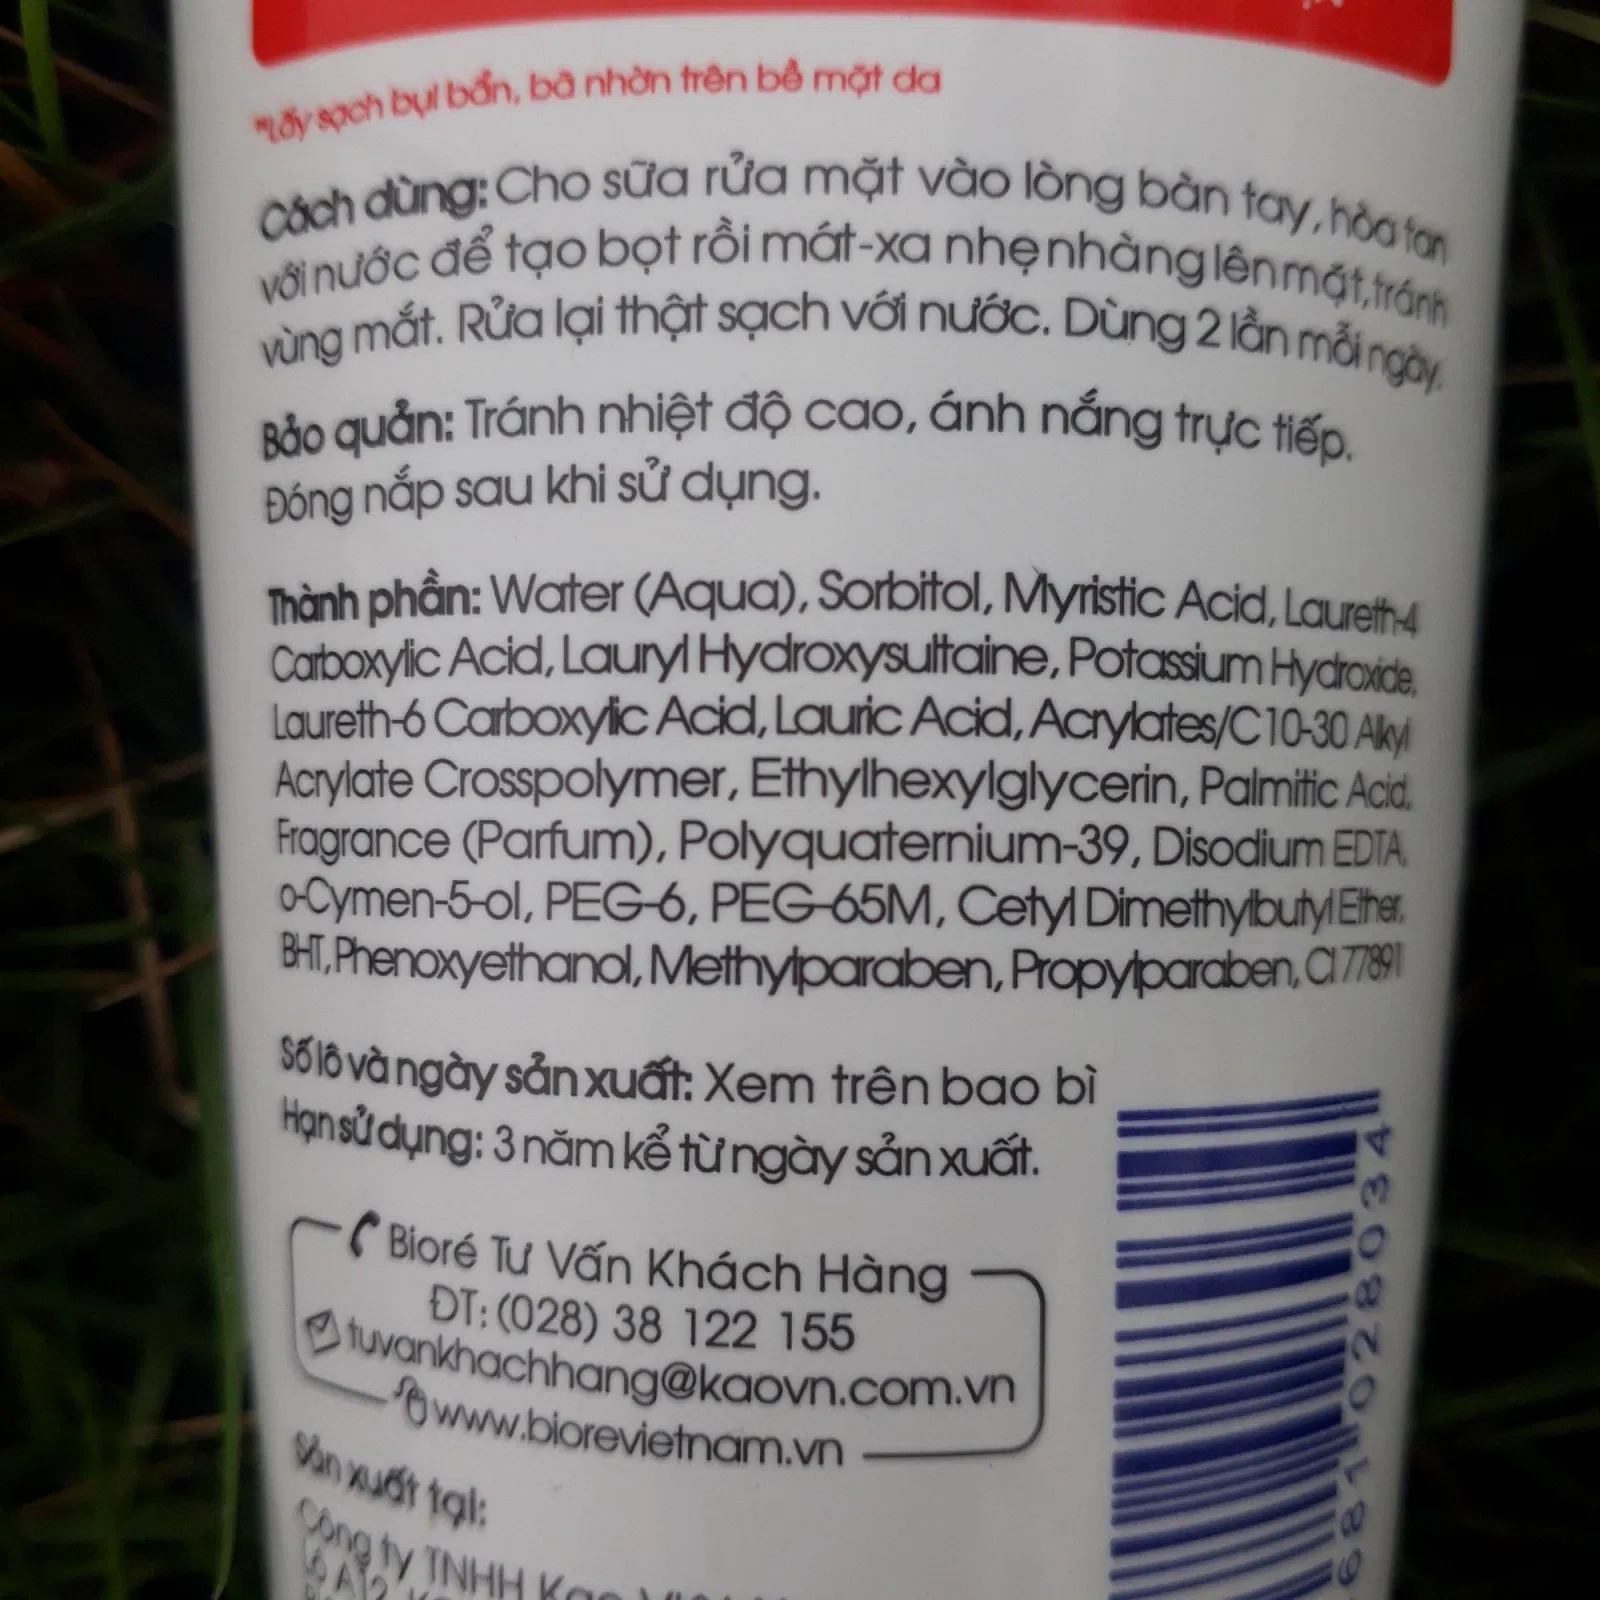 *Lấy sạch bụi bẩn, bã nhờn trên bề mặt da
Cách dùng: Cho sữa rửa mặt vào lòng bàn tay, hòa tan
với nước để tạo bọt rồi mát-xa nhẹ nhàng lên mặt, tránh
vùng mắt. Rửa lại thật sạch với nước. Dùng 2 lần mỗi ngày.
Bảo quản: Tránh nhiệt độ cao, ánh nắng trực tiếp.
Đóng nắp sau khi sử dụng.
Thành phần: Water (Aqua), Sorbitol, Myristic Acid, Laureth-4
Carboxylic Acid, Lauryl Hydroxysultaine, Potassium Hydroxide,
Laureth-6 Carboxylic Acid, Lauric Acid, Acrylates/C10-30 Alkyl
Acrylate Crosspolymer, Ethylhexylglycerin, Palmitic Acid,
Fragrance (Parfum), Polyquaternium-39, Disodium EDTA,
o-Cymen-5-ol, PEG-6, PEG-65M, Cetyl Dimethylbutyl Ether,
BHT, Phenoxyethanol, Methylparaben, Propylparaben, CI 77891
Số lô và ngày sản xuất: Xem trên bao bì
Hạn sử dụng: 3 năm kể từ ngày sản xuất.
Bioré Tư Vấn Khách Hàng
ĐT: (028) 38 122 155
tuvankhachhang@kaovn.com.vn
www.biorevietnam.vn
Sản xuất tại:
Công ty TNHH Kao
Lô A12,
681028034